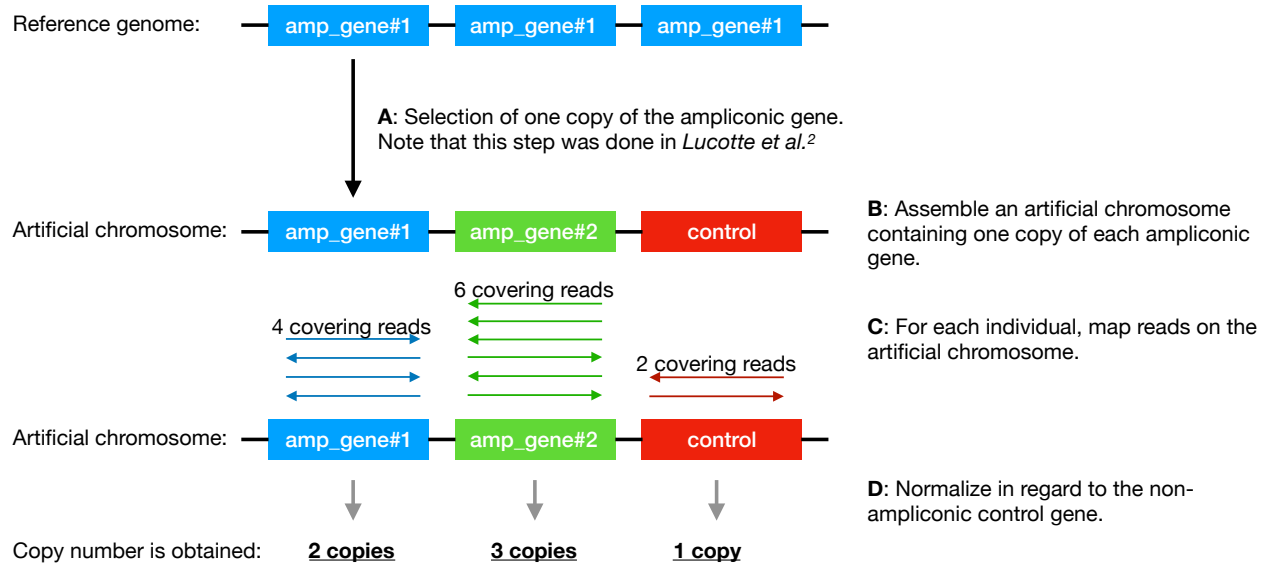 Reference genome:
amp_gene#1 amp_gene#1 amp_gene#1
A: Selection of one copy of the ampliconic gene.
Note that this step was done in Lucotte et al.²
Artificial chromosome:
amp_gene#1 amp_gene#2 control
B: Assemble an artificial chromosome
containing one copy of each ampliconic
gene.
4 covering reads
6 covering reads
2 covering reads
C: For each individual, map reads on the
artificial chromosome.
Artificial chromosome:
amp_gene#1 amp_gene#2 control
D: Normalize in regard to the non-
ampliconic control gene.
Copy number is obtained:
2 copies 3 copies 1 copy